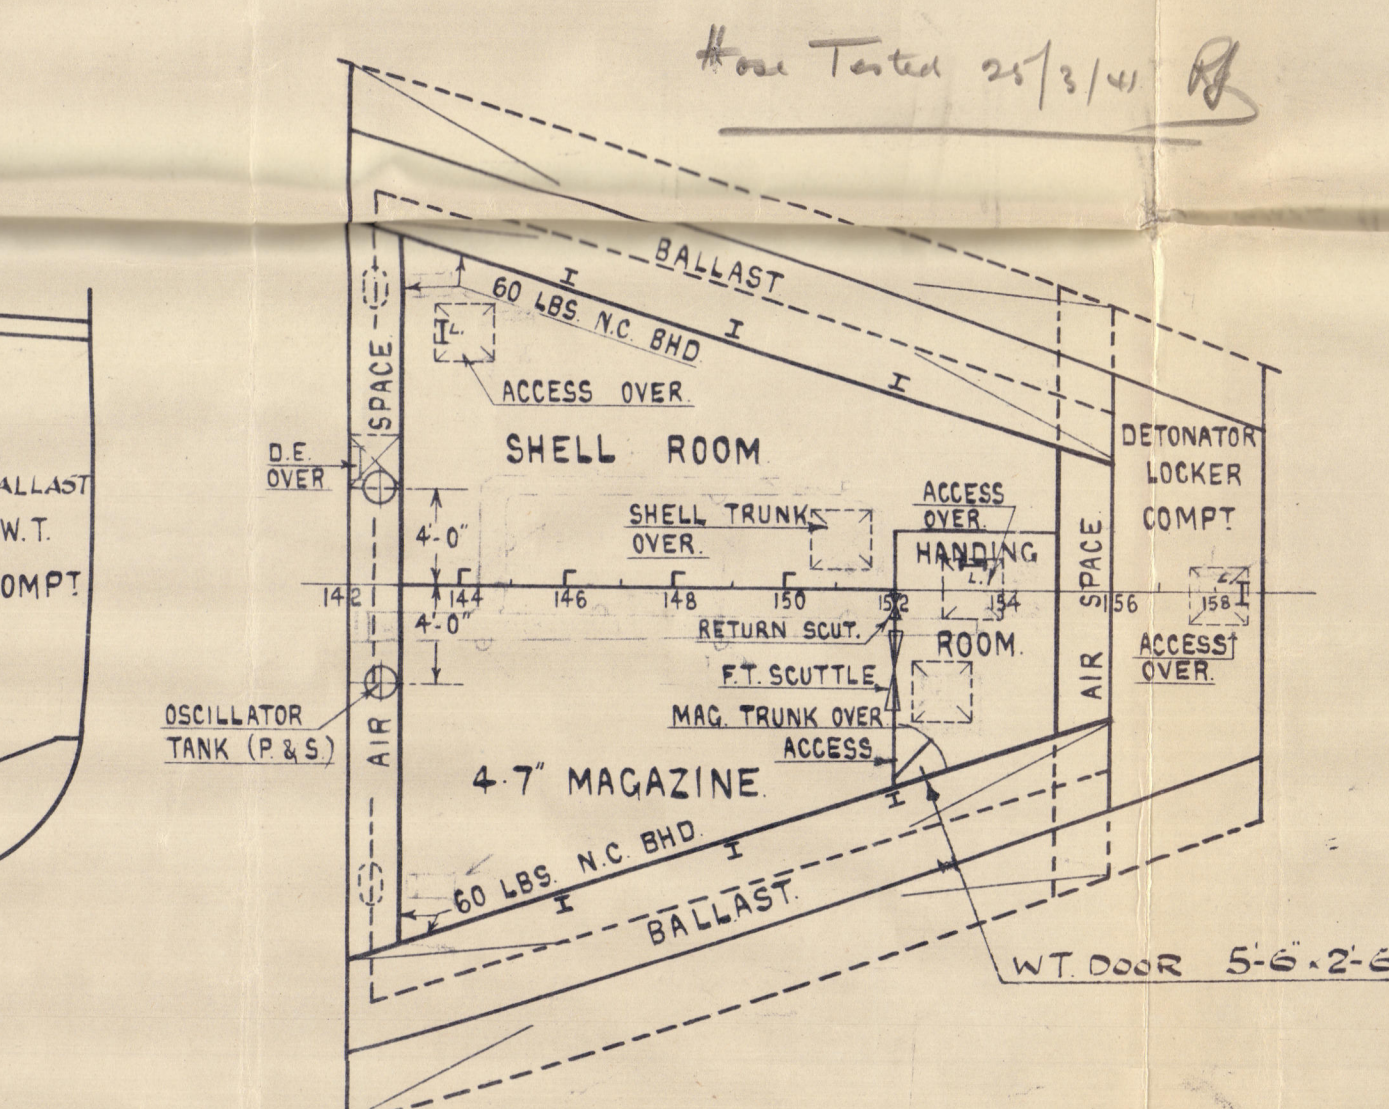 Hose Tested 25/3/41
BALLAST
60 LBS. N.C. BHD.
L.
ACCESS OVER.
SPACE
SHELL ROOM
D.E.
OVER
4'-0"
4'-0"
SHELL TRUNK
OVER.
ACCESS
OVER.
HANDING
ROOM.
L.
DETONATOR
LOCKER
COMPT.
AIR SPACE
142 144 146 148 150 152 154 156 158
L.
ACCESS
OVER.
RETURN SCUT.
F.T. SCUTTLE
MAG. TRUNK OVER
ACCESS
OSCILLATOR
TANK (P. & S.)
AIR
4.7" MAGAZINE.
60 LBS. N.C. BHD.
BALLAST.
W.T. DOOR 5'-6" x 2'-6
ALLAST
W.T.
OMPT.